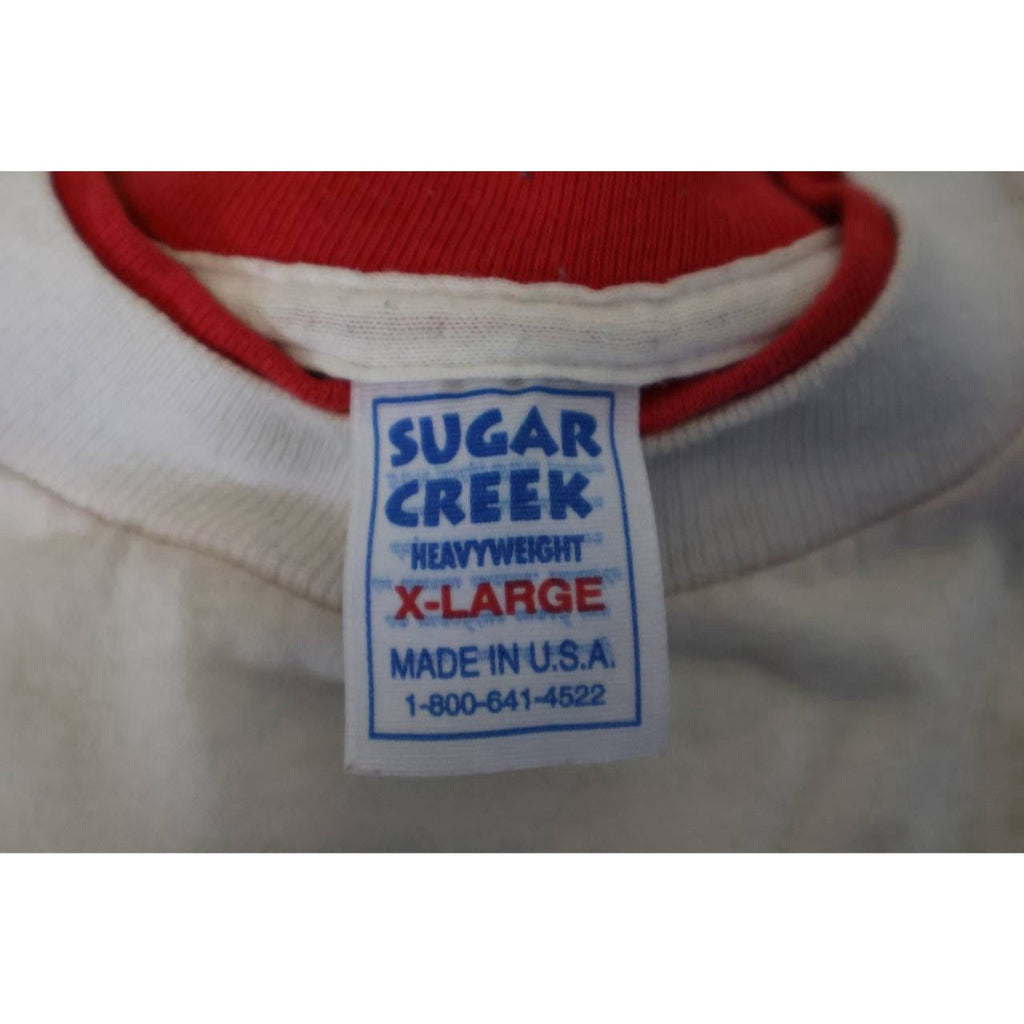 SUGAR
CREEK
HEAVYWEIGHT
X-LARGE
MADE IN U.S.A.
1-800-641-4522